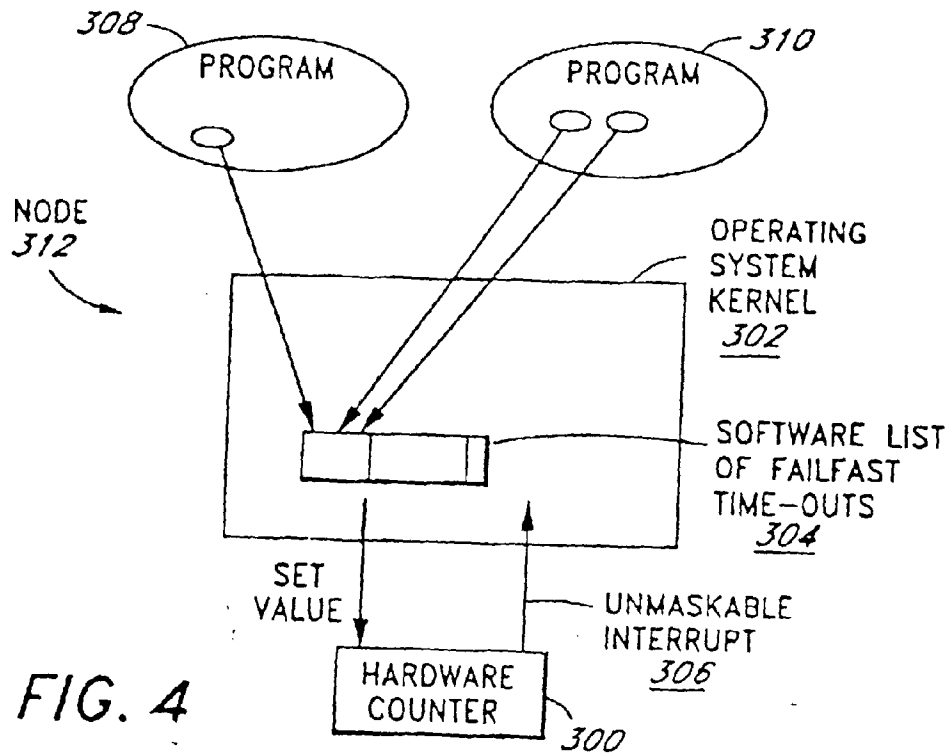 308
PROGRAM
310
PROGRAM
NODE
312
OPERATING
SYSTEM
KERNEL
302
SOFTWARE LIST
OF FAILFAST
TIME-OUTS
304
SET
VALUE
UNMASKABLE
INTERRUPT
306
HARDWARE
COUNTER
300
FIG. 4